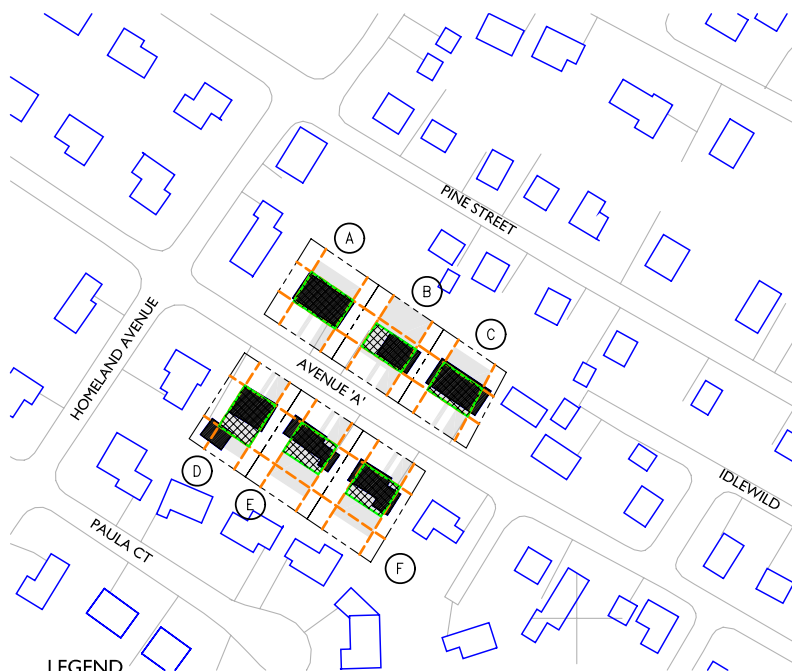 PINE STREET
A
B
C
HOMELAND AVENUE
AVENUE 'A'
D
E
F
IDLEWILD
PAULA CT
LEGEND